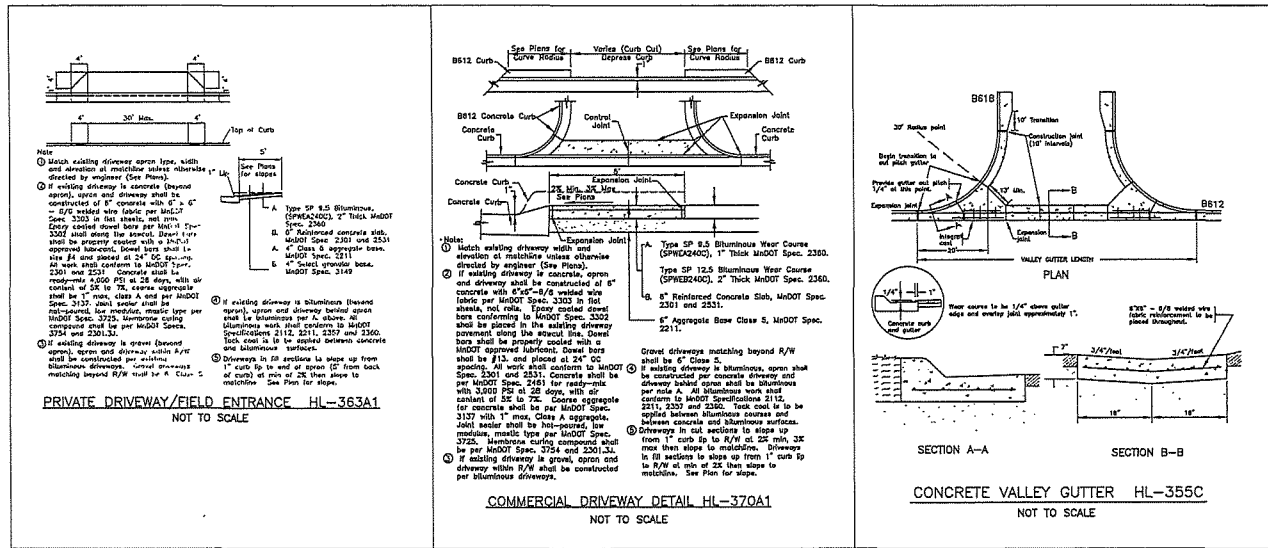 4'
4'
4'
4'
4'
30' Max.
4'
Top of Curb
5'
See Plans
for slopes
1" Lip
Note
① Match existing driveway apron type, width
and elevation at matchline unless otherwise
directed by engineer (See Plans).
② If existing driveway is concrete (beyond
apron), apron and driveway shall be
constructed of 6" concrete with 6" x 6"
- 6/6 welded wire fabric per MnDOT
Spec 3303 in flat sheets, not rolls
Epoxy coated dowel bars per MnDOT Spec
3302 shall along the sawcut. Dowel bars
shall be properly coated with a MnDOT
approved lubricant. Dowel bars shall be
size #4 and placed at 24" OC spacing.
All work shall conform to MnDOT Spec.
2301 and 2531 Concrete shall be
ready-mix 4,000 PSI at 28 days, with air
content of 5% to 7%, coarse aggregate
shall be 1" max, class A and per MnDOT
Spec. 3137. Joint sealer shall be
hot-poured, low modulus, mastic type per
MnDOT Spec. 3725. Membrane curing
compound shall be per MnDOT Specs.
3754 and 2301.3J.
③ If existing driveway is gravel (beyond
apron), apron and driveway within R/W
shall be constructed per existing
bituminous driveways. Gravel driveways
matching beyond R/W shall be 6" Class 5
A. Type SP 9.5 Bituminous,
(SPWEA240C), 2" Thick MnDOT
Spec. 2360
B. 6" Reinforced concrete slab,
MnDOT Spec 2301 and 2531
A. 4" Class 6 aggregate base.
MnDOT Spec. 2211
B. 4" Select granular base.
MnDOT Spec. 3149
④ If existing driveway is bituminous (beyond
apron), apron and driveway behind apron
shall be bituminous per A above. All
bituminous work shall conform to MnDOT
Specifications 2112, 2211, 2357 and 2360.
Tack coat is to be applied between concrete
and bituminous surfaces.
⑤ Driveways in fill sections to slope up from
1" curb lip to end of apron (5' from back
of curb) at min of 2% then slope to
matchline See Plan for slope.
PRIVATE DRIVEWAY/FIELD ENTRANCE HL-363A1
NOT TO SCALE
See Plans for
Curve Radius
Varies (Curb Cut)
Depress Curb
See Plans for
Curve Radius
B612 Curb
B612 Curb
1"
B612 Concrete Curb
Control
Joint
Expansion Joint
Concrete
Curb
Concrete
Curb
5'
Concrete Curb
2% Min. 3% Max
Expansion Joint
See Plans
1"
Concrete Curb
Expansion Joint
Note:
① Match existing driveway width and
elevation at matchline unless otherwise
directed by engineer (See Plans).
② If existing driveway is concrete, apron
and driveway should be constructed of 6"
concrete with 6"x6"-6/6 welded wire
fabric per MnDOT Spec. 3303 in flat
sheets, not rolls. Epoxy coated dowel
bars conforming to MnDOT Spec. 3302
shall be placed in the existing driveway
pavement along the sawcut line. Dowel
bars shall be properly coated with a
MnDOT approved lubricant. Dowel bars
shall be #13, and placed at 24" OC
spacing. All work shall conform to MnDOT
Spec. 2301 and 2531. Concrete shall be
per MnDOT Spec. 2461 for ready-mix
with 3,900 PSI at 28 days, with air
content of 5% to 7%. Coarse aggregate
for concrete shall be per MnDOT Spec.
3137 with 1" max, Class A aggregate.
Joint sealer shall be hot-poured, low
modulus, mastic type per MnDOT Spec.
3725. Membrane curing compound shall
be per MnDOT Spec. 3754 and 2301.3J.
③ If existing driveway is gravel, apron and
driveway within R/W shall be constructed
per bituminous driveways.
A. Type SP 9.5 Bituminous Wear Course
(SPWEA240C), 1" Thick MnDOT Spec. 2360.
Type SP 12.5 Bituminous Wear Course
(SPWEB240C), 2" Thick MnDOT Spec. 2360.
B. 8" Reinforced Concrete Slab, MnDOT Spec.
2301 and 2531.
6" Aggregate Base Class 5, MnDOT Spec.
2211.
Gravel driveways matching beyond R/W
shall be 6" Class 5.
④ If existing driveway is bituminous, apron shall
be constructed per concrete driveway and
driveway behind apron shall be bituminous
per note A. All bituminous work shall
conform to MnDOT Specifications 2112,
2211, 2357 and 2360. Tack coat is to be
applied between bituminous courses and
between concrete and bituminous surfaces.
⑤ Driveways in cut sections to slope up
from 1" curb lip to R/W at 2% min, 3%
max then slope to matchline. Driveways
in fill sections to slope up from 1" curb lip
to R/W at min of 2% then slope to
matchline. See Plan for slope.
COMMERCIAL DRIVEWAY DETAIL HL-370A1
NOT TO SCALE
B618
10' Transition
20' Radius point
Construction joint
(10' intervals)
Begin transition to
out pitch gutter
Provide gutter out pitch
1/4" at this point.
13' Min.
B
Expansion joint
A
B612
A
Integral
cast
Expansion
joint
B
20'
VALLEY GUTTER LENGTH
PLAN
1/4"
1"
Wear course to be 1/4" above gutter
edge and overlap joint approximately 1".
Concrete curb
and gutter
6"X6" - 6/6 welded wire
fabric reinforcement to be
placed throughout.
7"
3/4"/foot
3/4"/foot
18"
18"
SECTION A-A
SECTION B-B
CONCRETE VALLEY GUTTER HL-355C
NOT TO SCALE